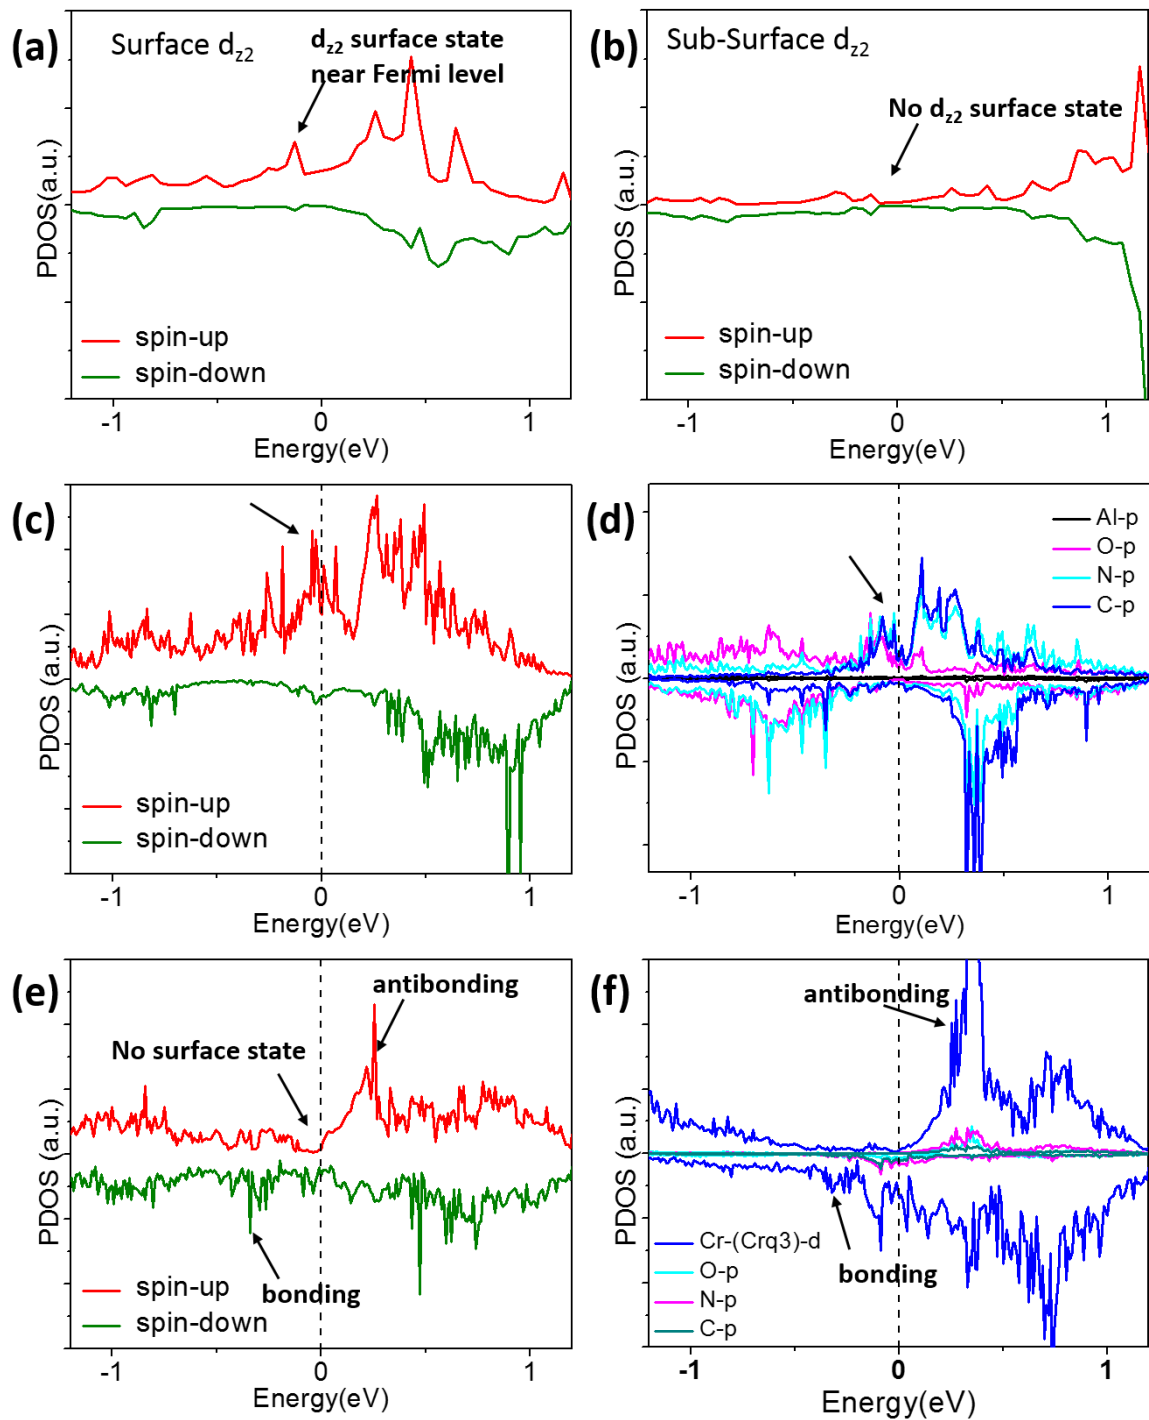 (a)
Surface dz2
dz2 surface state
near Fermi level
PDOS(a.u.)
spin-up
spin-down
-1
0
1
Energy(eV)
(b)
Sub-Surface dz2
No dz2 surface state
PDOS (a.u.)
spin-up
spin-down
-1
0
1
Energy(eV)
(c)
PDOS (a.u.)
spin-up
spin-down
-1
0
1
Energy(eV)
(d)
Al-p
O-p
N-p
C-p
PDOS (a.u.)
-1
0
1
Energy(eV)
(e)
antibonding
No surface state
bonding
PDOS (a.u.)
spin-up
spin-down
-1
0
1
Energy(eV)
(f)
antibonding
bonding
PDOS (a.u.)
Cr-(Crq3)-d
O-p
N-p
C-p
-1
0
1
Energy(eV)